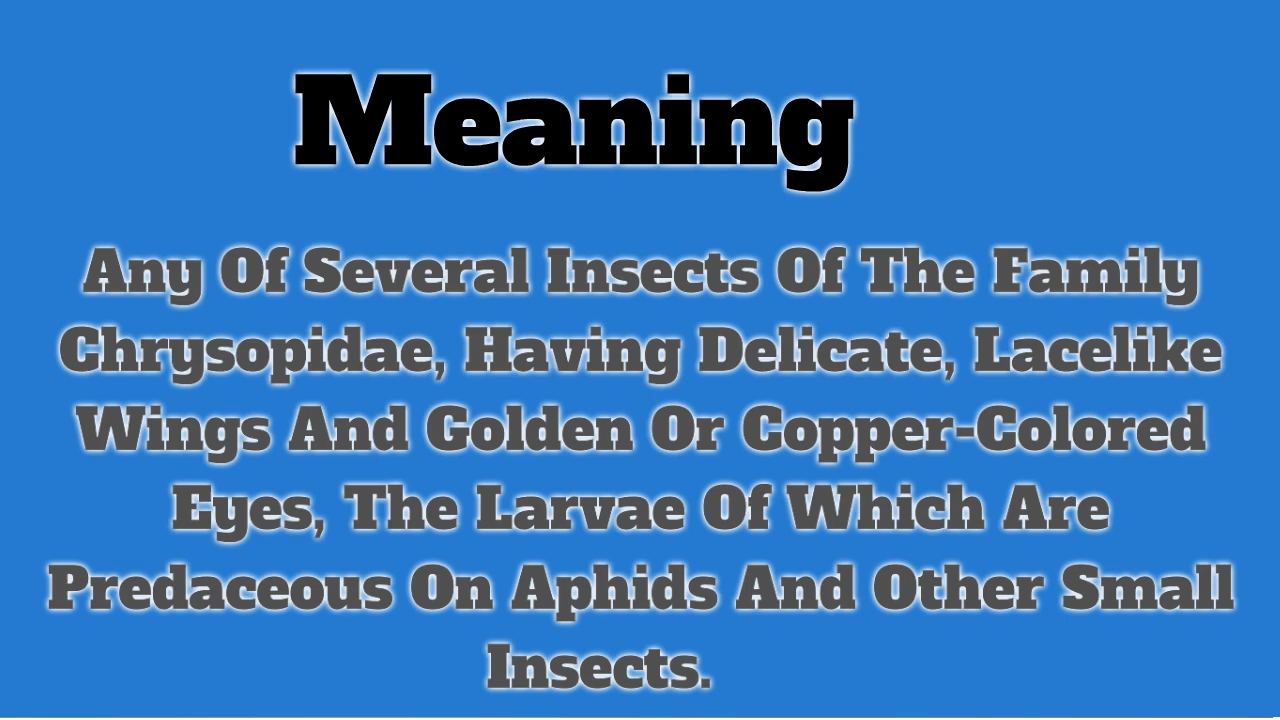 Meaning
Any Of Several Insects Of The Family
Chrysopidae, Having Delicate, Lacelike
Wings And Golden Or Copper-Colored
Eyes, The Larvae Of Which Are
Predaceous On Aphids And Other Small
Insects.